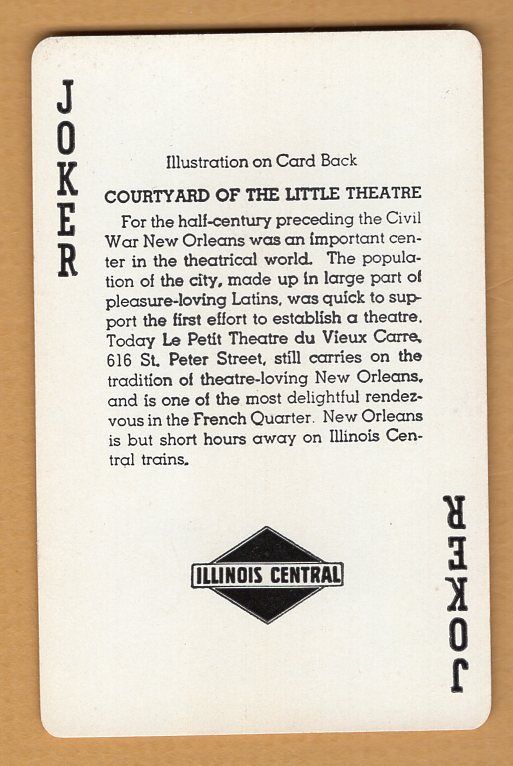 JOKER
Illustration on Card Back
COURTYARD OF THE LITTLE THEATRE
For the half-century preceding the Civil
War New Orleans was an important cen-
ter in the theatrical world. The popula-
tion of the city, made up in large part of
pleasure-loving Latins, was quick to sup-
port the first effort to establish a theatre.
Today Le Petit Theatre du Vieux Carre,
616 St. Peter Street, still carries on the
tradition of theatre-loving New Orleans,
and is one of the most delightful rendez-
vous in the French Quarter. New Orleans
is but short hours away on Illinois Cen-
tral trains.
ILLINOIS CENTRAL
JOKER